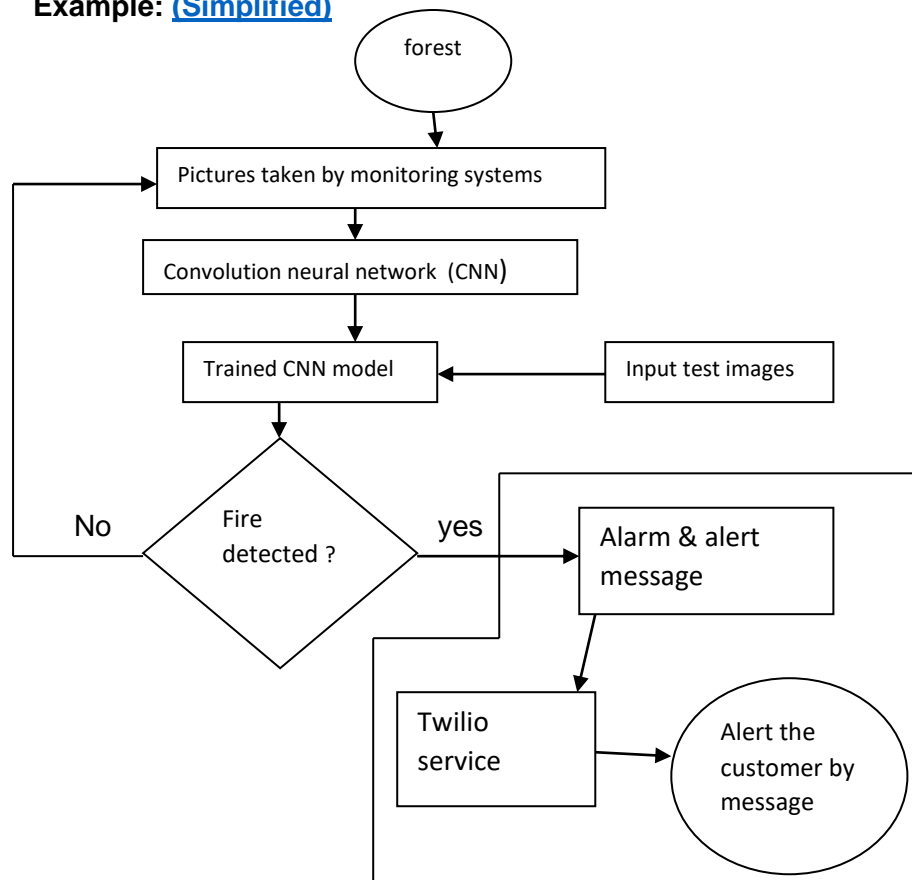 Example: (Simplified)
forest
Pictures taken by monitoring systems
Convolution neural network (CNN)
Trained CNN model
Input test images
No
Fire
detected ?
yes
Alarm & alert
message
Twilio
service
Alert the
customer by
message